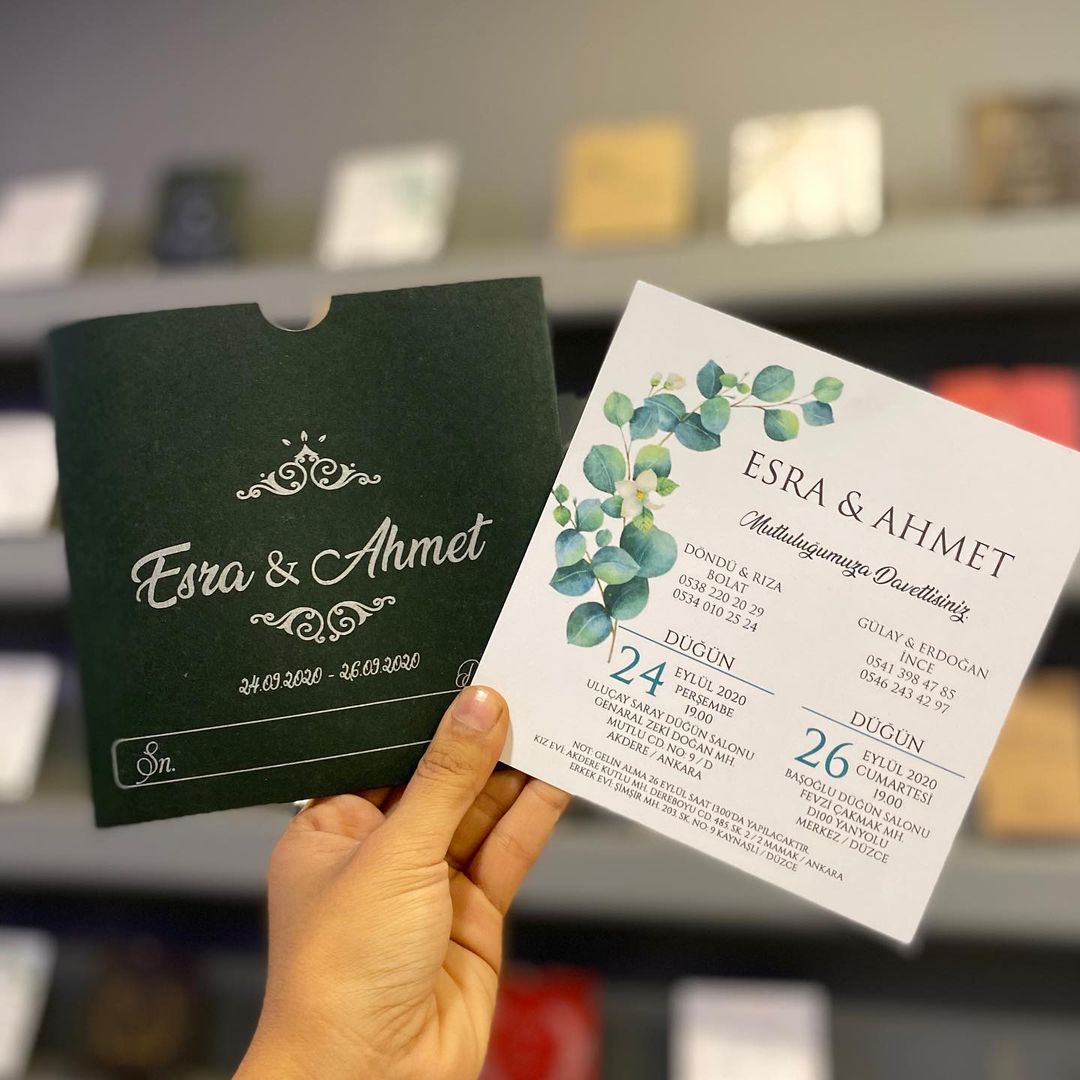 Esra & Ahmet
24.09.2020 - 26.09.2020
Sn.
ESRA & AHMET
Mutluluğumuza Davetlisiniz.
DÖNDÜ & RIZA
BOLAT
0538 220 20 29
0534 010 25 24
DÜĞÜN
24 EYLÜL 2020
PERŞEMBE
19.00
ULUÇAY SARAY DÜĞÜN SALONU
GENARAL ZEKİ DOĞAN MH.
MUTLU CD NO: 9 / D
AKDERE / ANKARA
GÜLAY & ERDOĞAN
İNCE
0541 398 47 85
0546 243 42 97
DÜĞÜN
26 EYLÜL 2020
CUMARTESİ
19.00
BAŞOĞLU DÜĞÜN SALONU
FEVZİ ÇAKMAK MH.
D100 YANYOLU
MERKEZ / DÜZCE
NOT: GELİN ALMA 26 EYLÜL SAAT 13:00'DA YAPILACAKTIR.
KIZ EVİ: AKDERE KUTLU MH. DEREBOYU CD. 485. SK. 2 / 2 MAMAK / ANKARA
ERKEK EVİ: ŞİMŞİR MH. 203. SK. NO: 9 KAYNAŞLI / DÜZCE